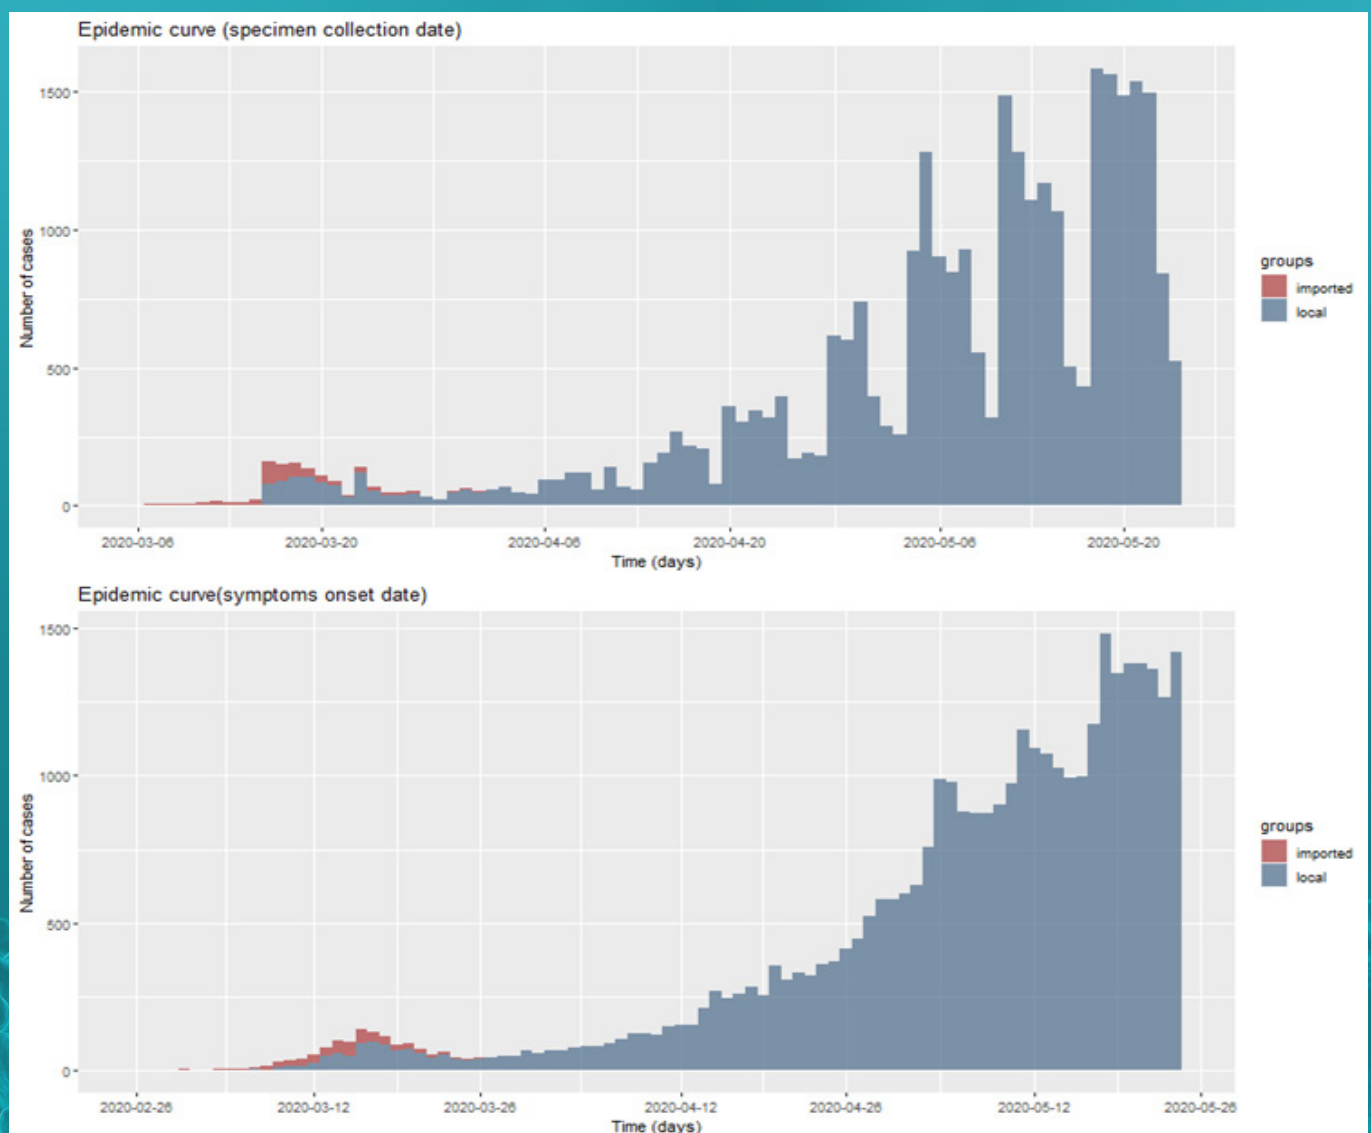 Epidemic curve (specimen collection date)
1500
1000
500
0
Number of cases
2020-03-06
2020-03-20
2020-04-06
2020-04-20
2020-05-06
2020-05-20
Time (days)
groups
imported
local
Epidemic curve(symptoms onset date)
1500
1000
500
0
Number of cases
2020-02-26
2020-03-12
2020-03-26
2020-04-12
2020-04-26
2020-05-12
2020-05-26
Time (days)
groups
imported
local